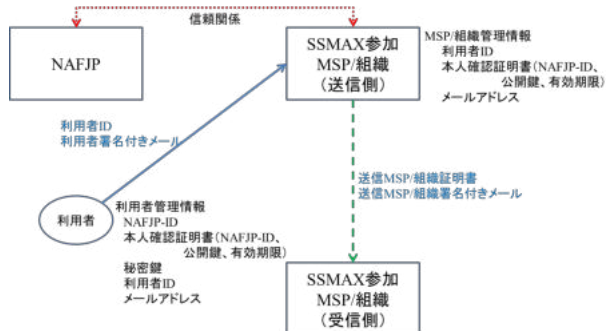 信頼関係
NAFJP
SSMAX参加
MSP/組織
(送信側)
MSP/組織管理情報
利用者ID
本人確認証明書(NAFJP-ID、
公開鍵、有効期限)
メールアドレス
利用者ID
利用者署名付きメール
送信MSP/組織証明書
送信MSP/組織署名付きメール
利用者
利用者管理情報
NAFJP-ID
本人確認証明書(NAFJP-ID、
公開鍵、有効期限)
秘密鍵
利用者ID
メールアドレス
SSMAX参加
MSP/組織
(受信側)